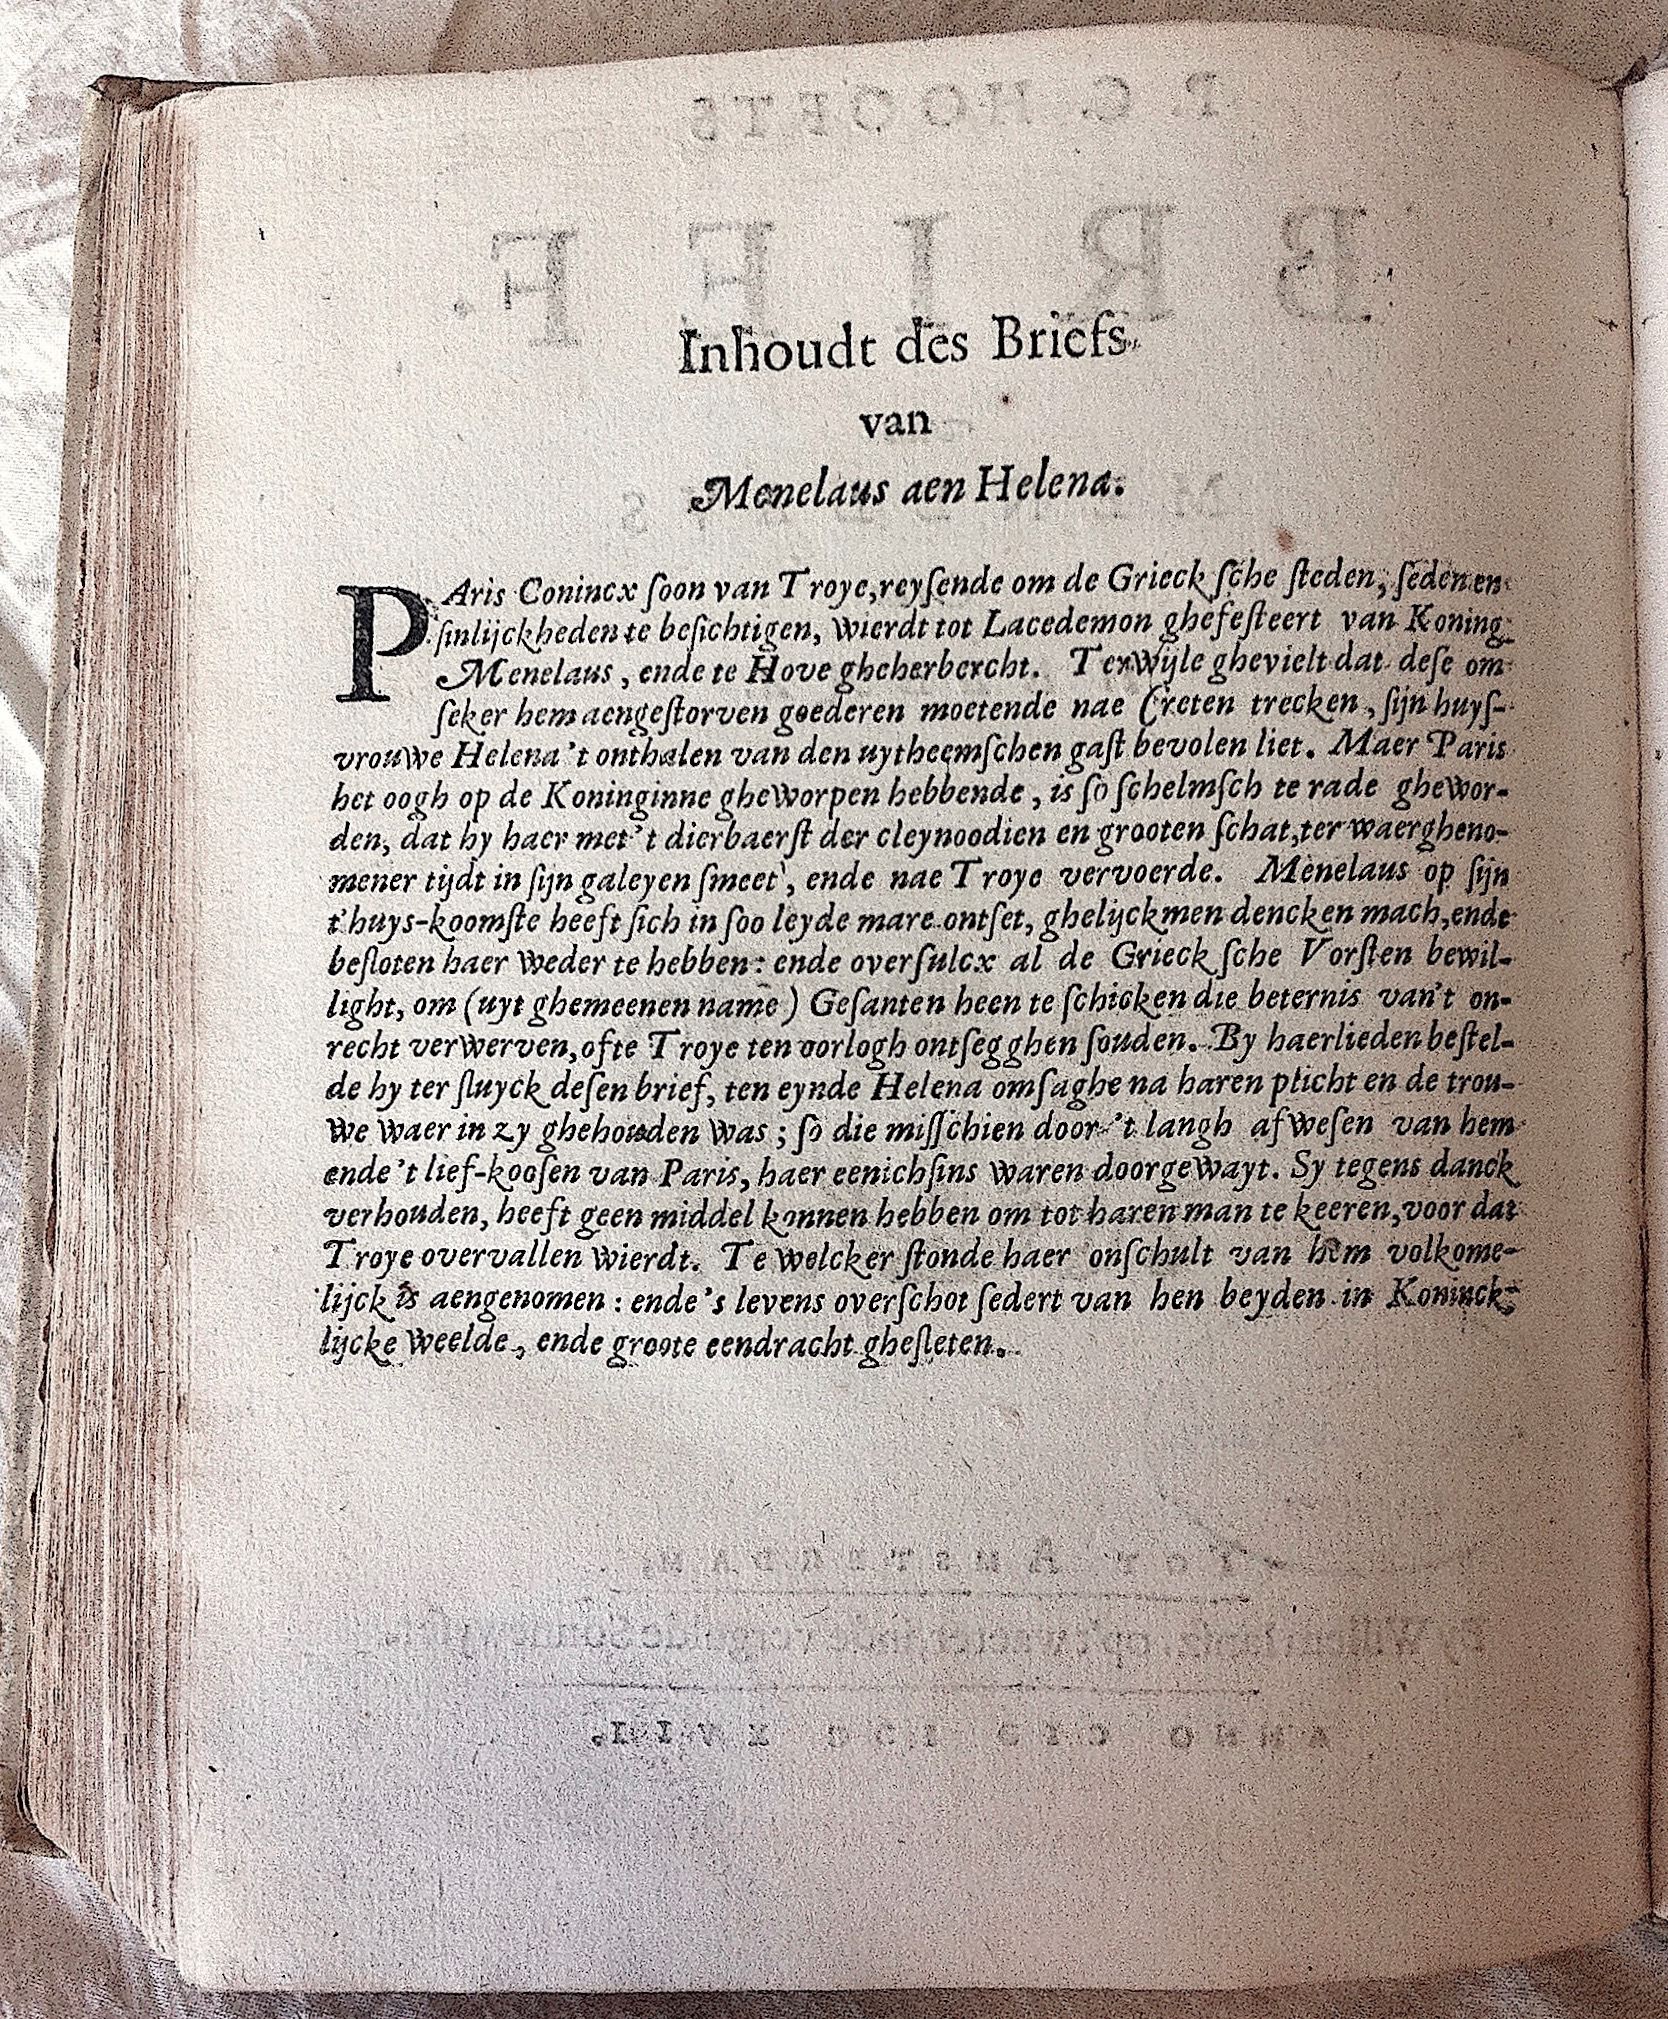 Inhoudt des Briefs
van
Menelaus aen Helena.
PAris Conincx ſoon van Troye, reyſende om de Grieckſche ſteden, ſeden en
ſinlijckheden te beſichtigen, wierdt tot Lacedemon ghefeſteert van Koning
Menelaus, ende te Hove gheherbercht. Terwijle ghevielt dat deſe om
ſeker hem aengeſtorven goederen moetende nae Creten trecken, ſijn huyſ-
vrouwe Helena 't onthalen van den uytheemſchen gaſt bevolen liet. Maer Paris
het oogh op de Koninginne gheworpen hebbende, is ſo ſchelmſch te rade ghewor-
den, dat hy haer met 't dierbaerſt der cleynoodien en grooten ſchat, ter waergheno-
mener tijdt in ſijn galeyen ſmeet, ende nae Troye vervoerde. Menelaus op ſijn
t'huys-koomſte heeft ſich in ſoo leyde mare ontſet, ghelijckmen dencken mach, ende
beſloten haer weder te hebben: ende overſulcx al de Grieckſche Vorſten bewil-
light, om (uyt ghemeenen name) Geſanten heen te ſchicken die beternis van't on-
recht verwerven, ofte Troye ten oorlogh ontſegghen ſouden. By haerlieden beſtel-
de hy ter ſluyck deſen brief, ten eynde Helena omſaghe na haren plicht en de trou-
we waer in zy ghehouden was; ſo die miſſchien door 't langh afweſen van hem
ende 't lief-kooſen van Paris, haer eenichſins waren doorgewayt. Sy tegens danck
verhouden, heeft geen middel konnen hebben om tot haren man te keeren, voor dat
Troye overvallen wierdt. Te welcker ſtonde haer onſchult van hem volkome-
lijck is aengenomen: ende 's levens overſchot ſedert van hen beyden in Koninck-
lijcke weelde, ende groote eendracht gheſleten.